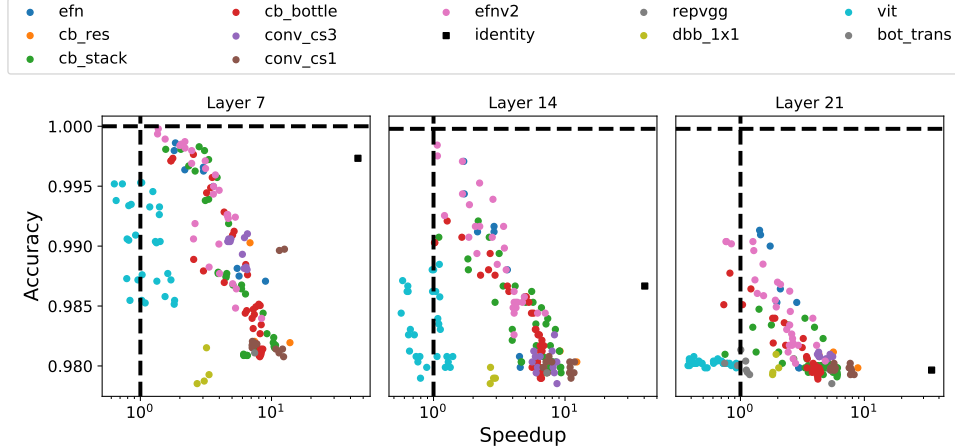 efn cb_bottle efnv2 repvgg vit
cb_res conv_cs3 identity dbb_1x1 bot_trans
cb_stack conv_cs1
Layer 7 Layer 14 Layer 21
1.000
0.995
0.990
0.985
0.980
Accuracy
10⁰ 10¹ 10⁰ 10¹ 10⁰ 10¹
Speedup